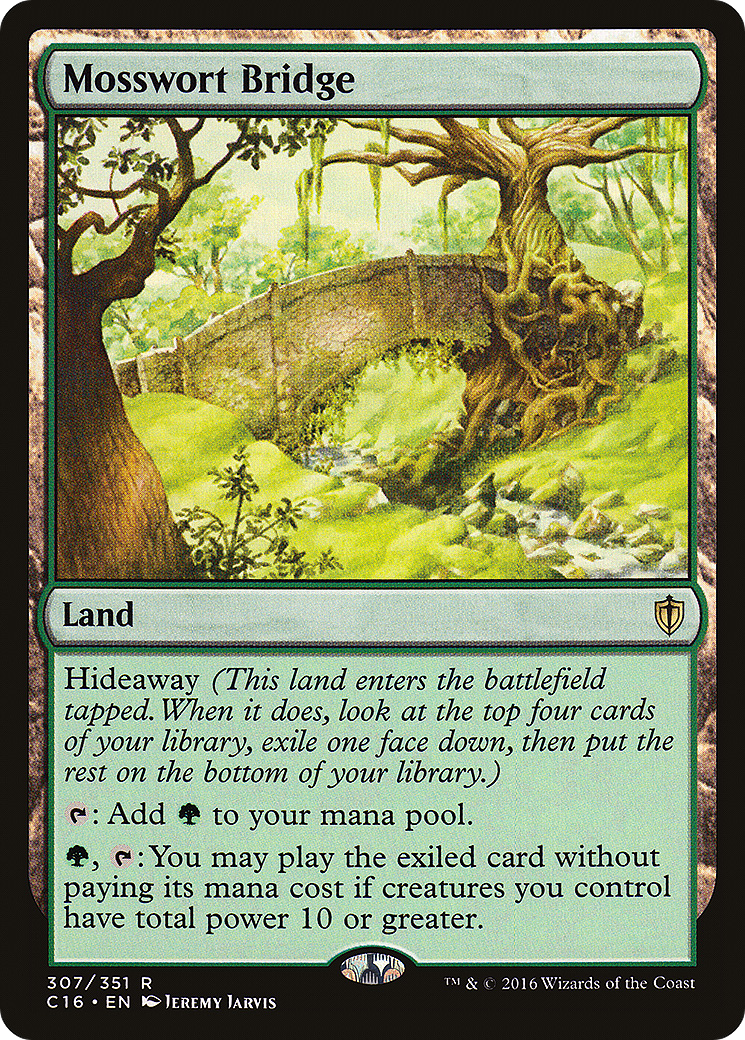 Mosswort Bridge
Land
Hideaway (This land enters the battlefield
tapped. When it does, look at the top four cards
of your library, exile one face down, then put the
rest on the bottom of your library.)
: Add to your mana pool.
, : You may play the exiled card without
paying its mana cost if creatures you control
have total power 10 or greater.
307/351 R
C16 • EN Jeremy Jarvis
™ & © 2016 Wizards of the Coast